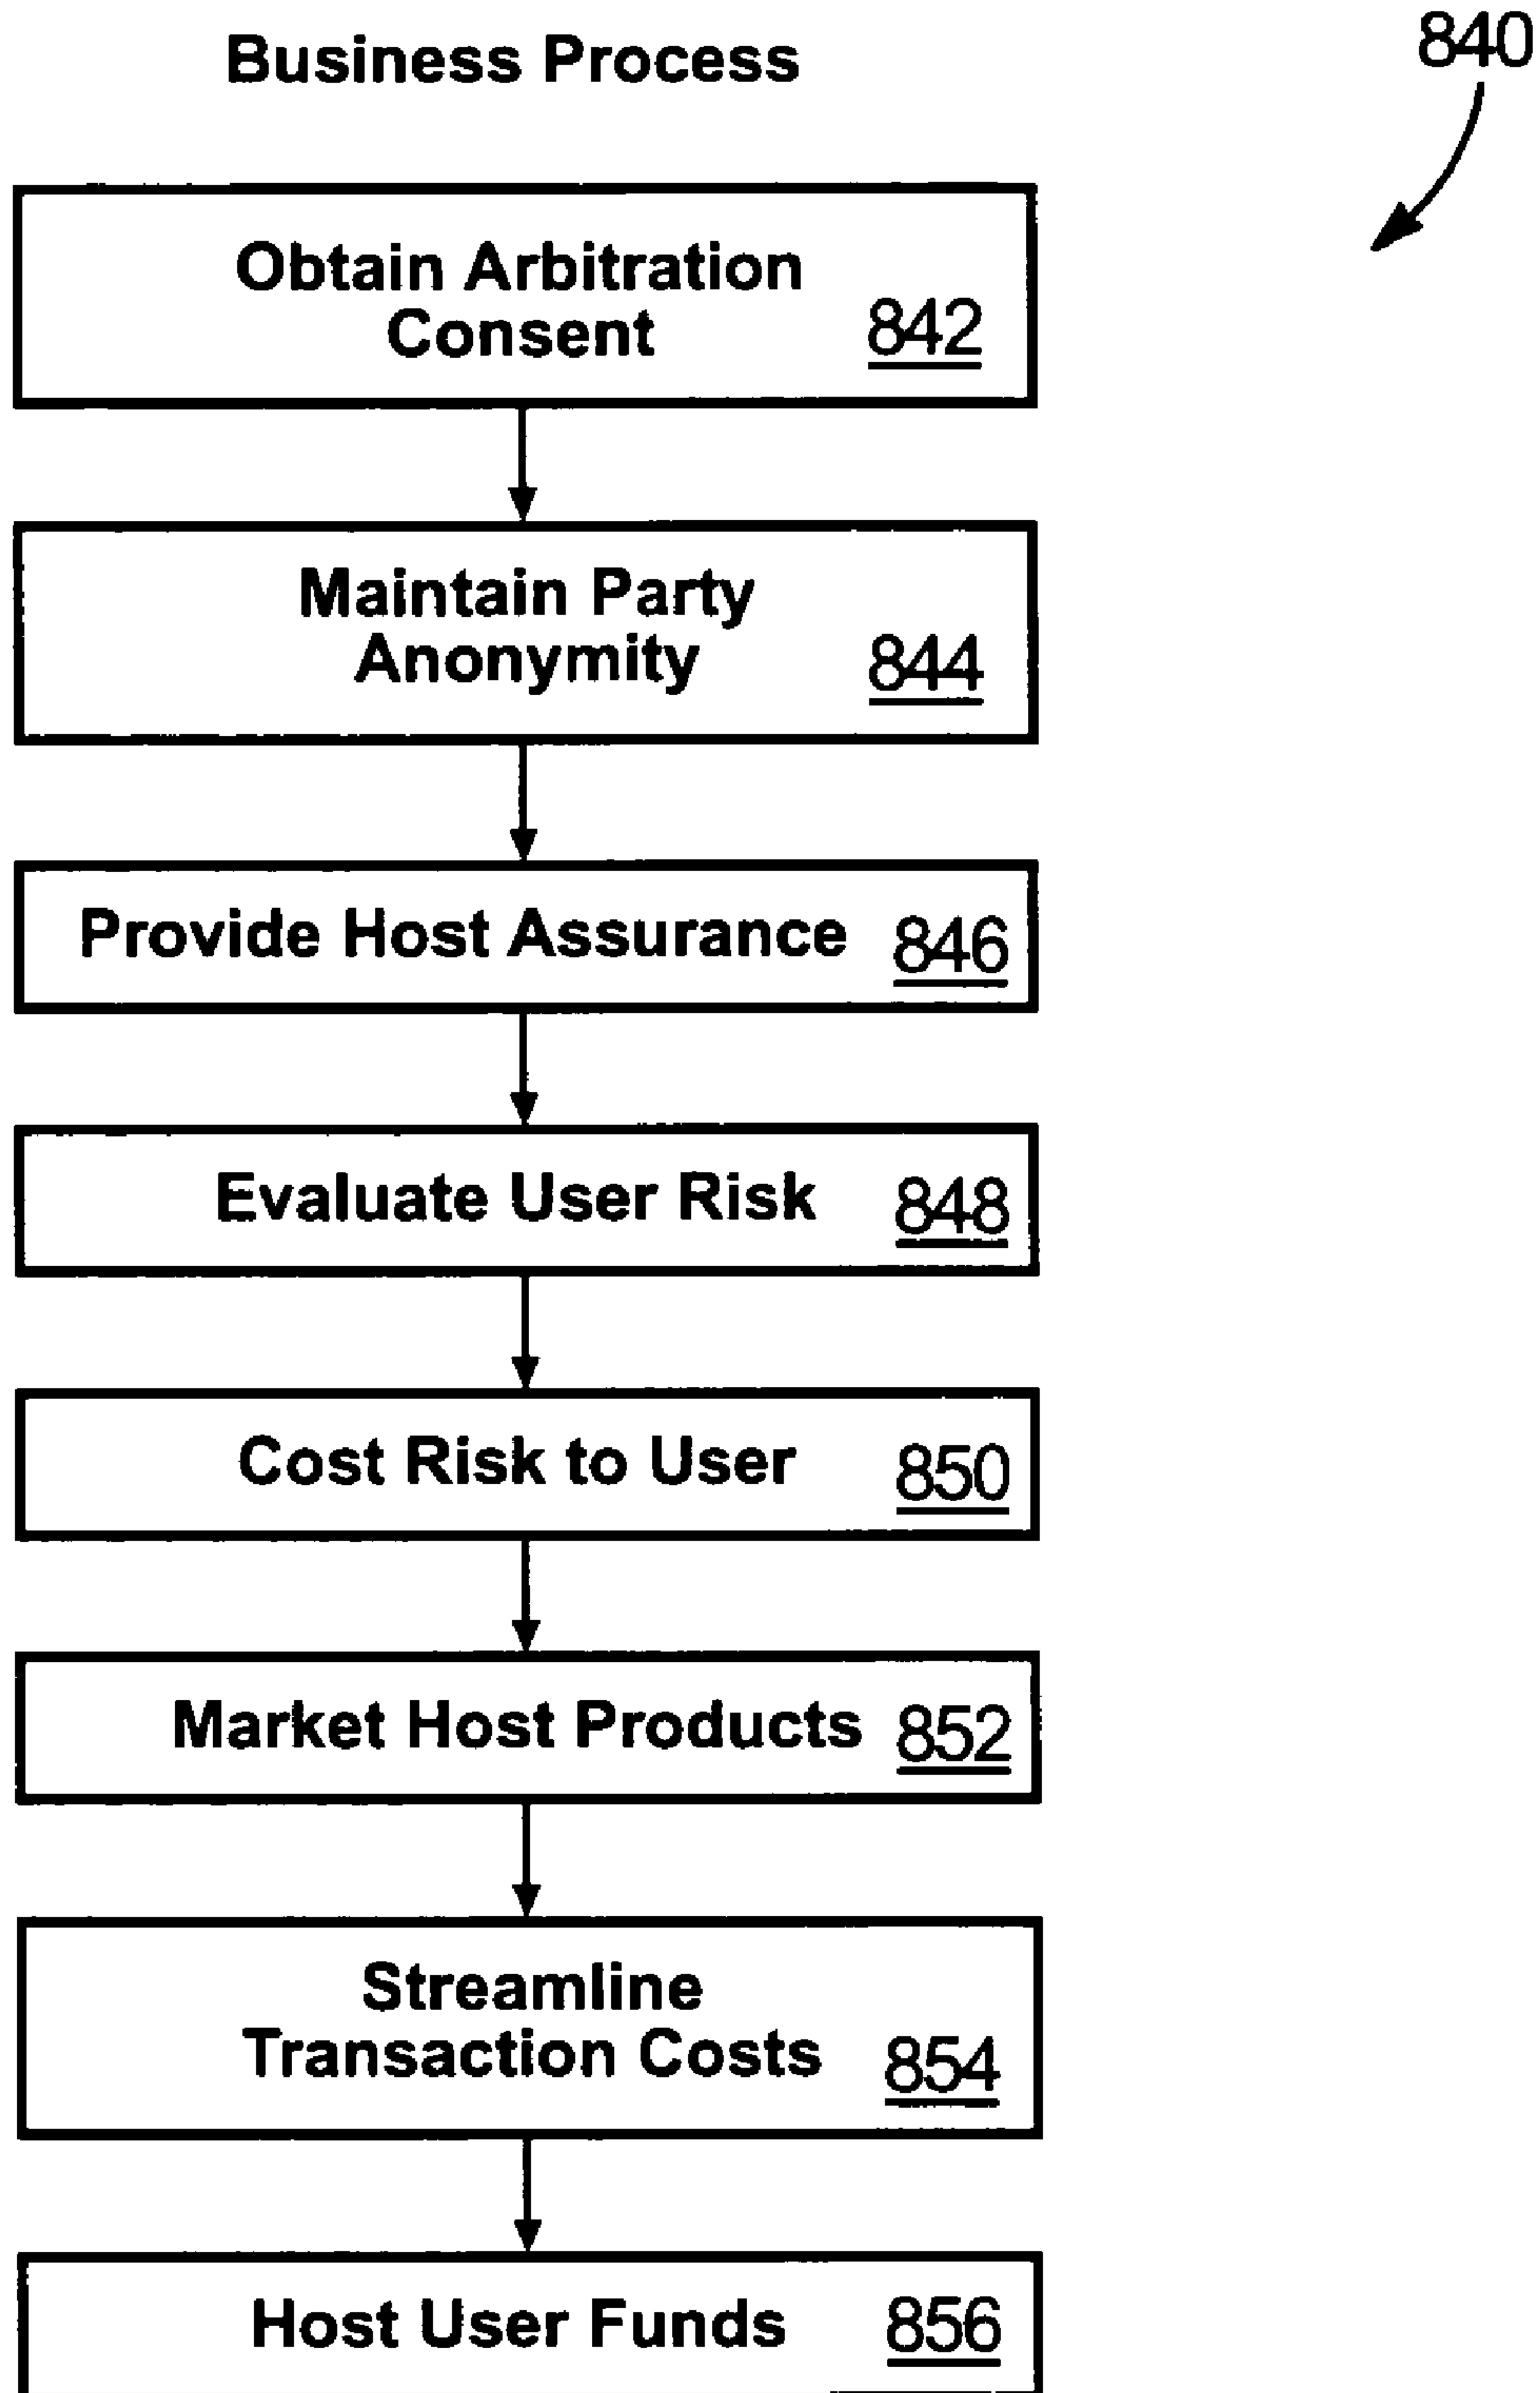 Business Process
840
Obtain Arbitration
Consent 842
Maintain Party
Anonymity 844
Provide Host Assurance 846
Evaluate User Risk 848
Cost Risk to User 850
Market Host Products 852
Streamline
Transaction Costs 854
Host User Funds 856